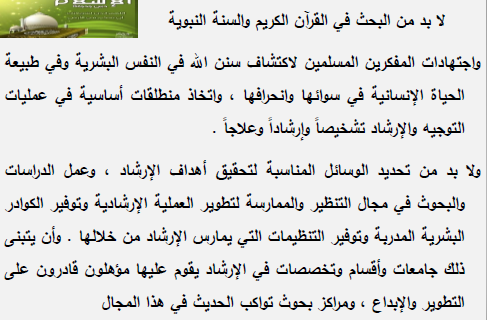 الإسلام
لا بد من البحث في القرآن الكريم والسنة النبوية
واجتهادات المفكرين المسلمين لاكتشاف سنن الله في النفس البشرية وفي طبيعة
الحياة الإنسانية في سوائها وانحرافها ، واتخاذ منطلقات أساسية في عمليات
التوجيه والإرشاد تشخيصاً وإرشاداً وعلاجاً .
ولا بد من تحديد الوسائل المناسبة لتحقيق أهداف الإرشاد ، وعمل الدراسات
والبحوث في مجال التنظير والممارسة لتطوير العملية الإرشادية وتوفير الكوادر
البشرية المدربة وتوفير التنظيمات التي يمارس الإرشاد من خلالها . وأن يتبنى
ذلك جامعات وأقسام وتخصصات في الإرشاد يقوم عليها مؤهلون قادرون على
التطوير والإبداع ، ومراكز بحوث تواكب الحديث في هذا المجال